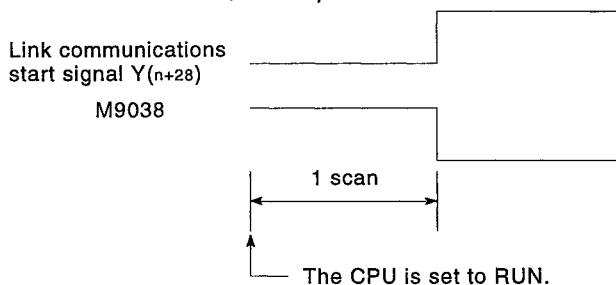 Link communications
start signal Y(n+28)
M9038
1 scan
The CPU is set to RUN.